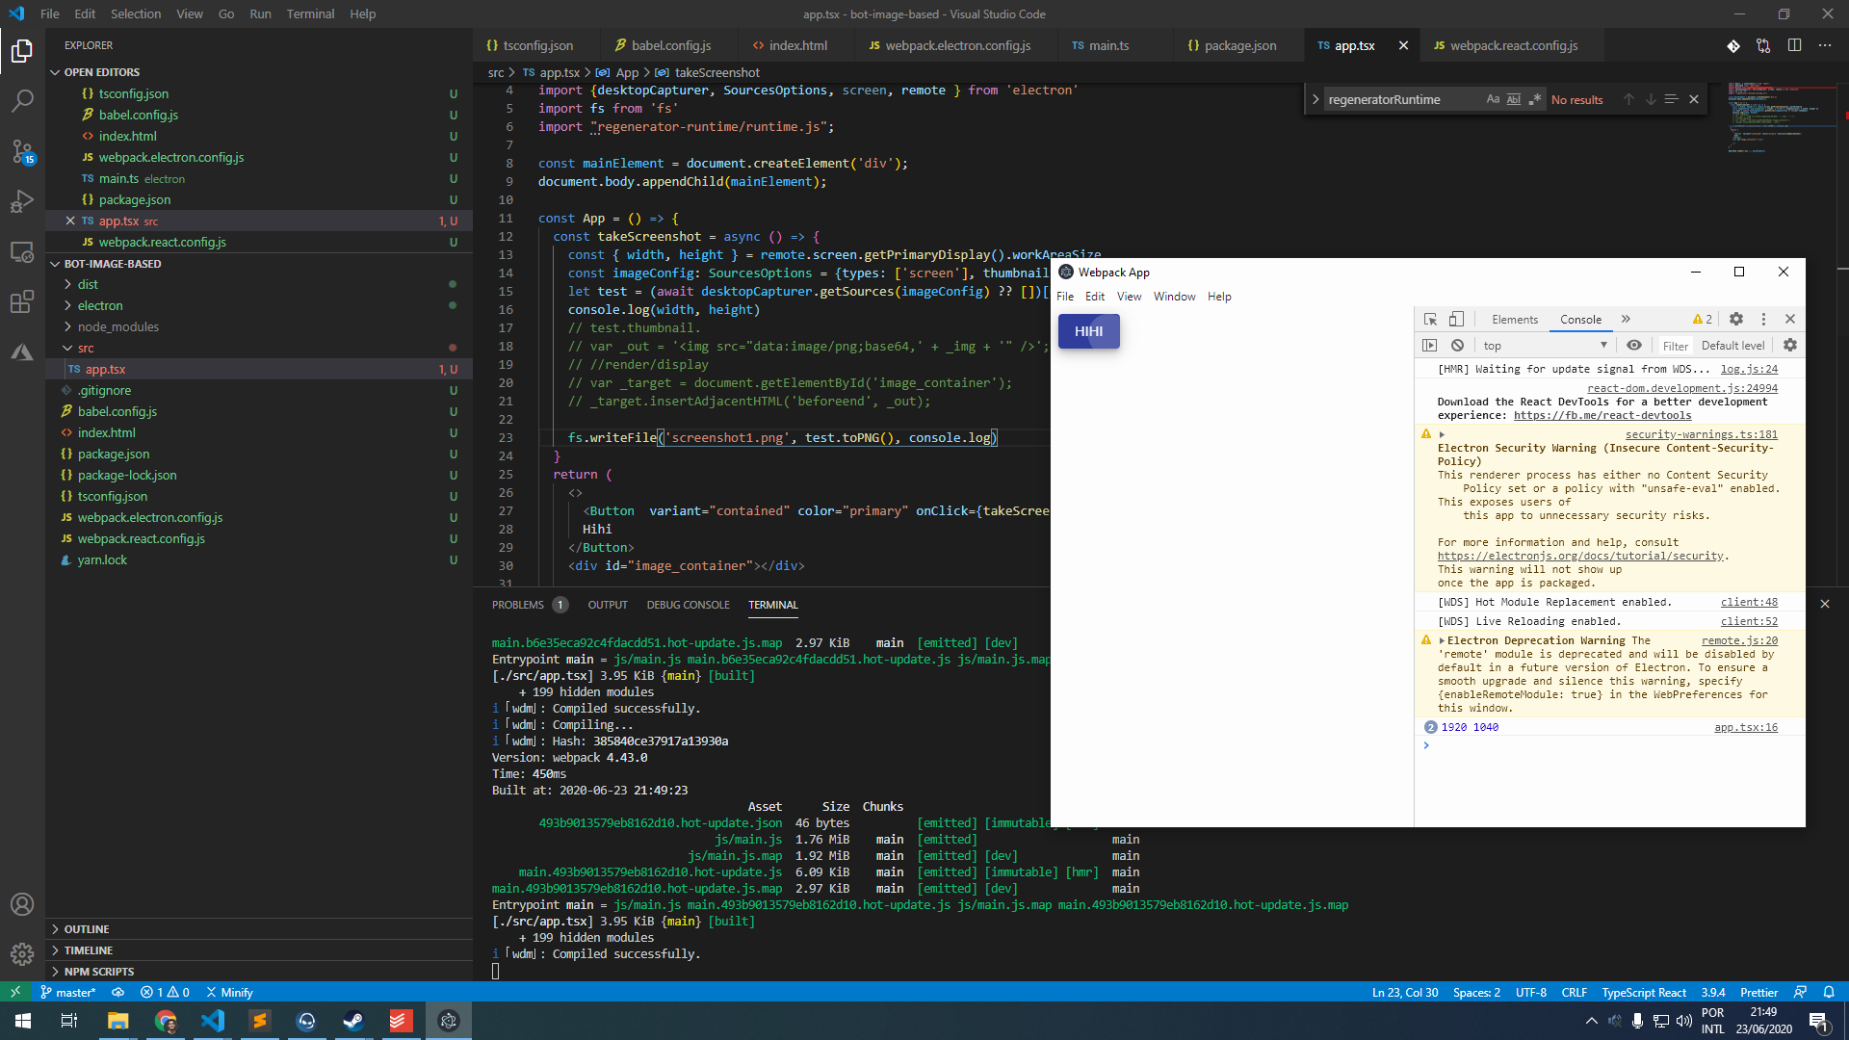 File Edit Selection View Go Run Terminal Help
app.tsx - bot-image-based - Visual Studio Code
EXPLORER
OPEN EDITORS
{} tsconfig.json U
babel.config.js U
<> index.html U
JS webpack.electron.config.js U
TS main.ts electron U
{} package.json U
TS app.tsx src 1, U
JS webpack.react.config.js U
BOT-IMAGE-BASED
dist
electron
node_modules
src
TS app.tsx 1, U
.gitignore U
babel.config.js U
<> index.html U
{} package.json U
{} package-lock.json U
{} tsconfig.json U
JS webpack.electron.config.js U
JS webpack.react.config.js U
yarn.lock U
OUTLINE
TIMELINE
NPM SCRIPTS
15
{} tsconfig.json babel.config.js <> index.html JS webpack.electron.config.js TS main.ts {} package.json TS app.tsx JS webpack.react.config.js
src > TS app.tsx > App > takeScreenshot
4 import {desktopCapturer, SourcesOptions, screen, remote } from 'electron'
5 import fs from 'fs'
6 import "regenerator-runtime/runtime.js";
7
8 const mainElement = document.createElement('div');
9 document.body.appendChild(mainElement);
10
11 const App = () => {
12 const takeScreenshot = async () => {
13 const { width, height } = remote.screen.getPrimaryDisplay().workAreaSize
14 const imageConfig: SourcesOptions = {types: ['screen'], thumbnail
15 let test = (await desktopCapturer.getSources(imageConfig) ?? [])[
16 console.log(width, height)
17 // test.thumbnail.
18 // var _out = '<img src="data:image/png;base64,' + _img + '" />';
19 // //render/display
20 // var _target = document.getElementById('image_container');
21 // _target.insertAdjacentHTML('beforeend', _out);
22
23 fs.writeFile('screenshot1.png', test.toPNG(), console.log)
24 }
25 return (
26 <>
27 <Button variant="contained" color="primary" onClick={takeScree
28 Hihi
29 </Button>
30 <div id="image_container"></div>
31
regeneratorRuntime Aa Abl No results
PROBLEMS 1 OUTPUT DEBUG CONSOLE TERMINAL
main.b6e35eca92c4fdacdd51.hot-update.js.map 2.97 KiB main [emitted] [dev]
Entrypoint main = js/main.js main.b6e35eca92c4fdacdd51.hot-update.js js/main.js.map
[./src/app.tsx] 3.95 KiB {main} [built]
+ 199 hidden modules
i ｢wdm｣: Compiled successfully.
i ｢wdm｣: Compiling...
i ｢wdm｣: Hash: 385840ce37917a13930a
Version: webpack 4.43.0
Time: 450ms
Built at: 2020-06-23 21:49:23
Asset Size Chunks
493b9013579eb8162d10.hot-update.json 46 bytes [emitted] [immutable]
js/main.js 1.76 MiB main [emitted] main
js/main.js.map 1.92 MiB main [emitted] [dev] main
main.493b9013579eb8162d10.hot-update.js 6.09 KiB main [emitted] [immutable] [hmr] main
main.493b9013579eb8162d10.hot-update.js.map 2.97 KiB main [emitted] [dev] main
Entrypoint main = js/main.js main.493b9013579eb8162d10.hot-update.js js/main.js.map main.493b9013579eb8162d10.hot-update.js.map
[./src/app.tsx] 3.95 KiB {main} [built]
+ 199 hidden modules
i ｢wdm｣: Compiled successfully.
Webpack App
File Edit View Window Help
HIHI
Elements Console » 2
top Filter Default level
[HMR] Waiting for update signal from WDS... log.js:24
react-dom.development.js:24994
Download the React DevTools for a better development
experience: https://fb.me/react-devtools
security-warnings.ts:181
Electron Security Warning (Insecure Content-Security-
Policy)
This renderer process has either no Content Security
Policy set or a policy with "unsafe-eval" enabled.
This exposes users of
this app to unnecessary security risks.
For more information and help, consult
https://electronjs.org/docs/tutorial/security.
This warning will not show up
once the app is packaged.
[WDS] Hot Module Replacement enabled. client:48
[WDS] Live Reloading enabled. client:52
Electron Deprecation Warning The remote.js:20
'remote' module is deprecated and will be disabled by
default in a future version of Electron. To ensure a
smooth upgrade and silence this warning, specify
{enableRemoteModule: true} in the WebPreferences for
this window.
2 1920 1040 app.tsx:16
master* 1 0 Minify
Ln 23, Col 30 Spaces: 2 UTF-8 CRLF TypeScript React 3.9.4 Prettier
POR
INTL
21:49
23/06/2020
1